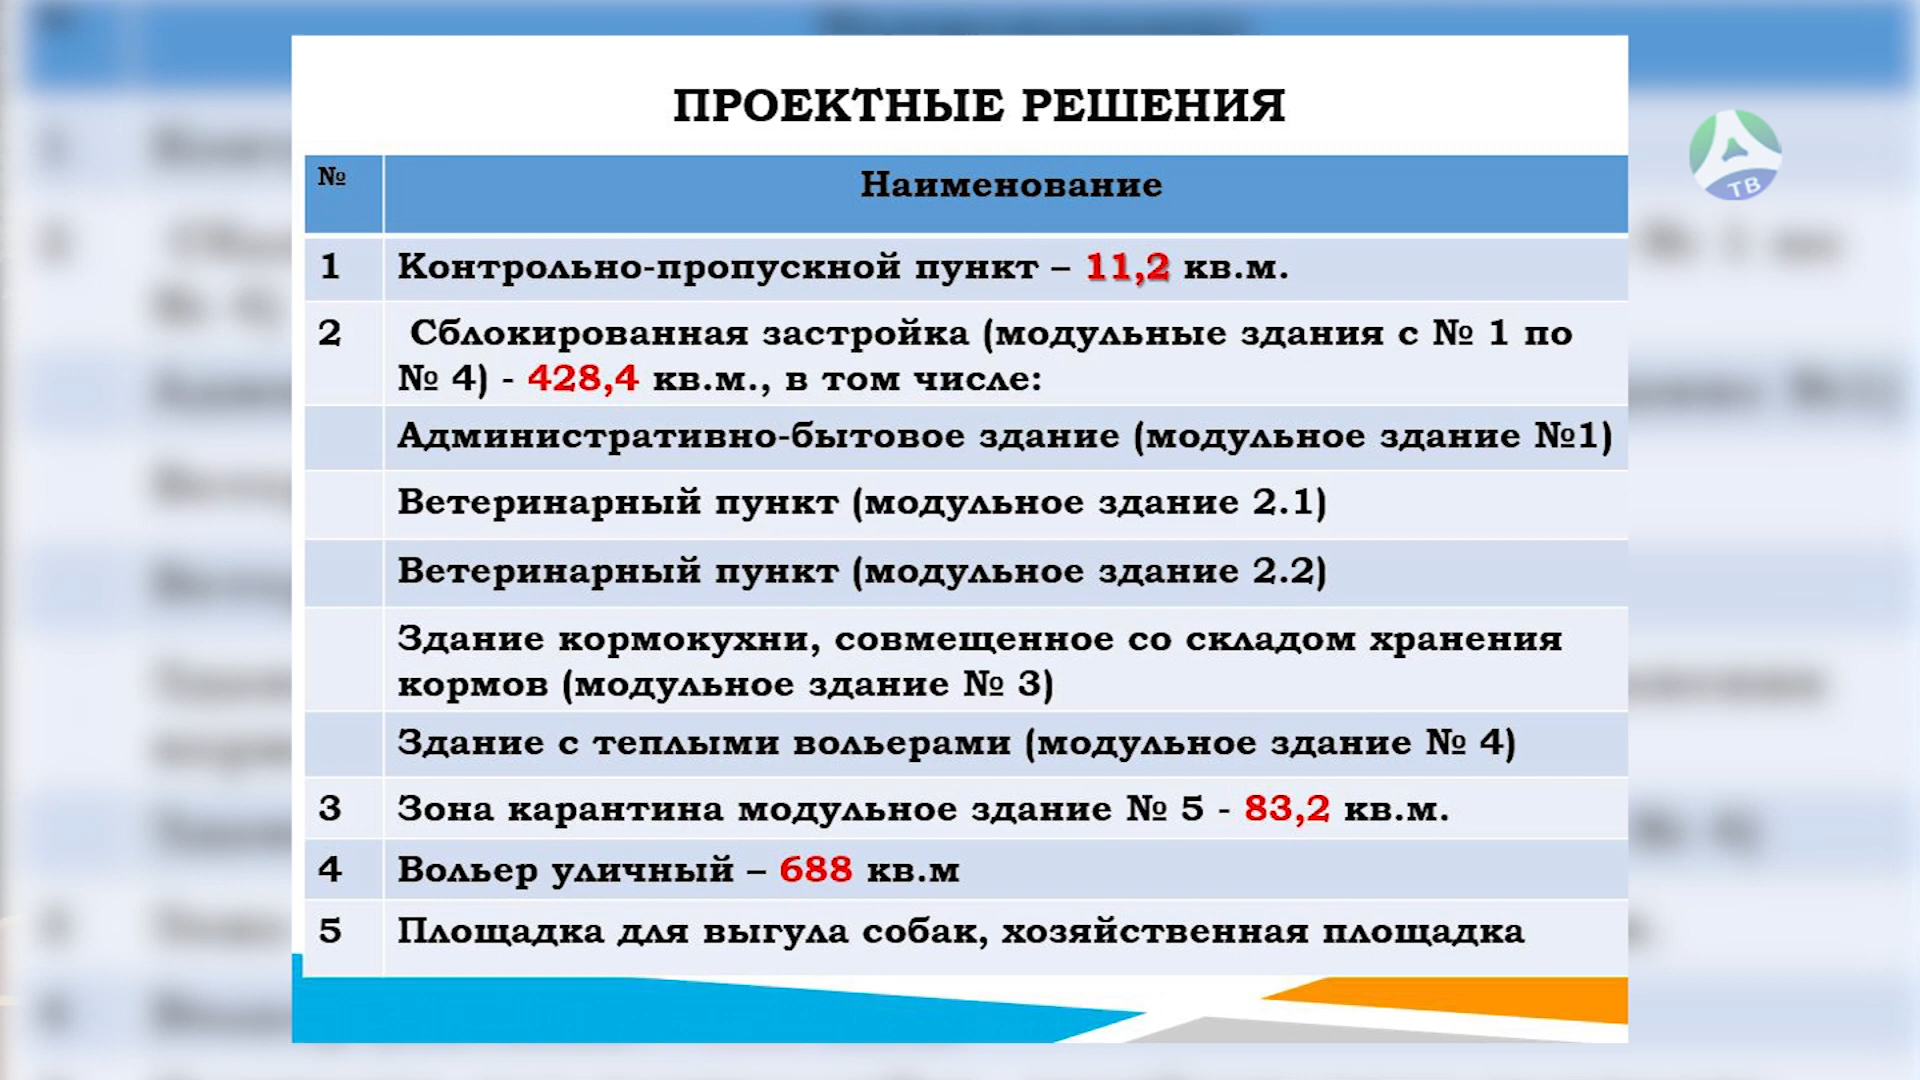 ПРОЕКТНЫЕ РЕШЕНИЯ
№ Наименование
1 Контрольно-пропускной пункт – 11,2 кв.м.
2 Сблокированная застройка (модульные здания с № 1 по
№ 4) - 428,4 кв.м., в том числе:
Административно-бытовое здание (модульное здание №1)
Ветеринарный пункт (модульное здание 2.1)
Ветеринарный пункт (модульное здание 2.2)
Здание кормокухни, совмещенное со складом хранения
кормов (модульное здание № 3)
Здание с теплыми вольерами (модульное здание № 4)
3 Зона карантина модульное здание № 5 - 83,2 кв.м.
4 Вольер уличный – 688 кв.м
5 Площадка для выгула собак, хозяйственная площадка
ТВ